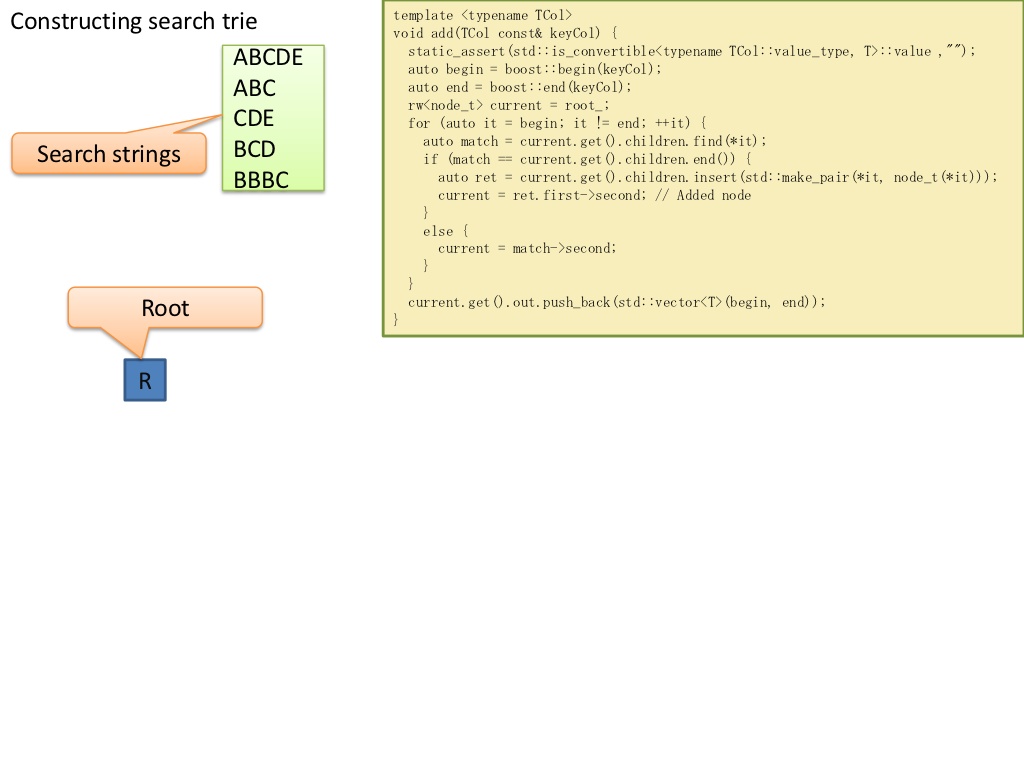 Constructing search trie
ABCDE
ABC
CDE
BCD
BBBC
Search strings
Root
R
template <typename TCol>
void add(TCol const& keyCol) {
  static_assert(std::is_convertible<typename TCol::value_type, T>::value ,"");
  auto begin = boost::begin(keyCol);
  auto end = boost::end(keyCol);
  rw<node_t> current = root_;
  for (auto it = begin; it != end; ++it) {
    auto match = current.get().children.find(*it);
    if (match == current.get().children.end()) {
      auto ret = current.get().children.insert(std::make_pair(*it, node_t(*it)));
      current = ret.first->second; // Added node
    }
    else {
      current = match->second;
    }
  }
  current.get().out.push_back(std::vector<T>(begin, end));
}